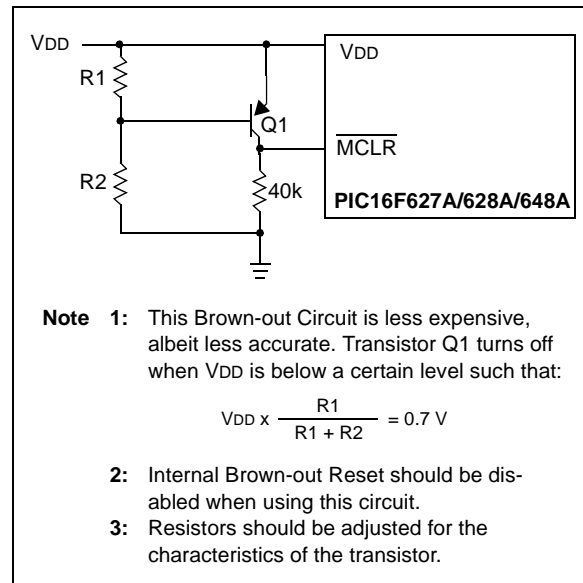 VDD
VDD
R1
Q1
MCLR
R2
40k
PIC16F627A/628A/648A
Note 1: This Brown-out Circuit is less expensive,
albeit less accurate. Transistor Q1 turns off
when VDD is below a certain level such that:
VDD x R1 / R1 + R2 = 0.7 V
2: Internal Brown-out Reset should be dis-
abled when using this circuit.
3: Resistors should be adjusted for the
characteristics of the transistor.